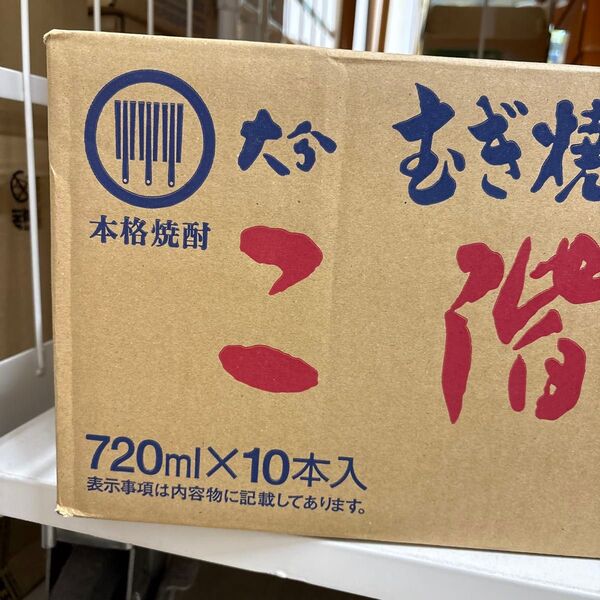 大分 むぎ焼
本格焼酎
二階
720ml×10本入
表示事項は内容物に記載してあります。